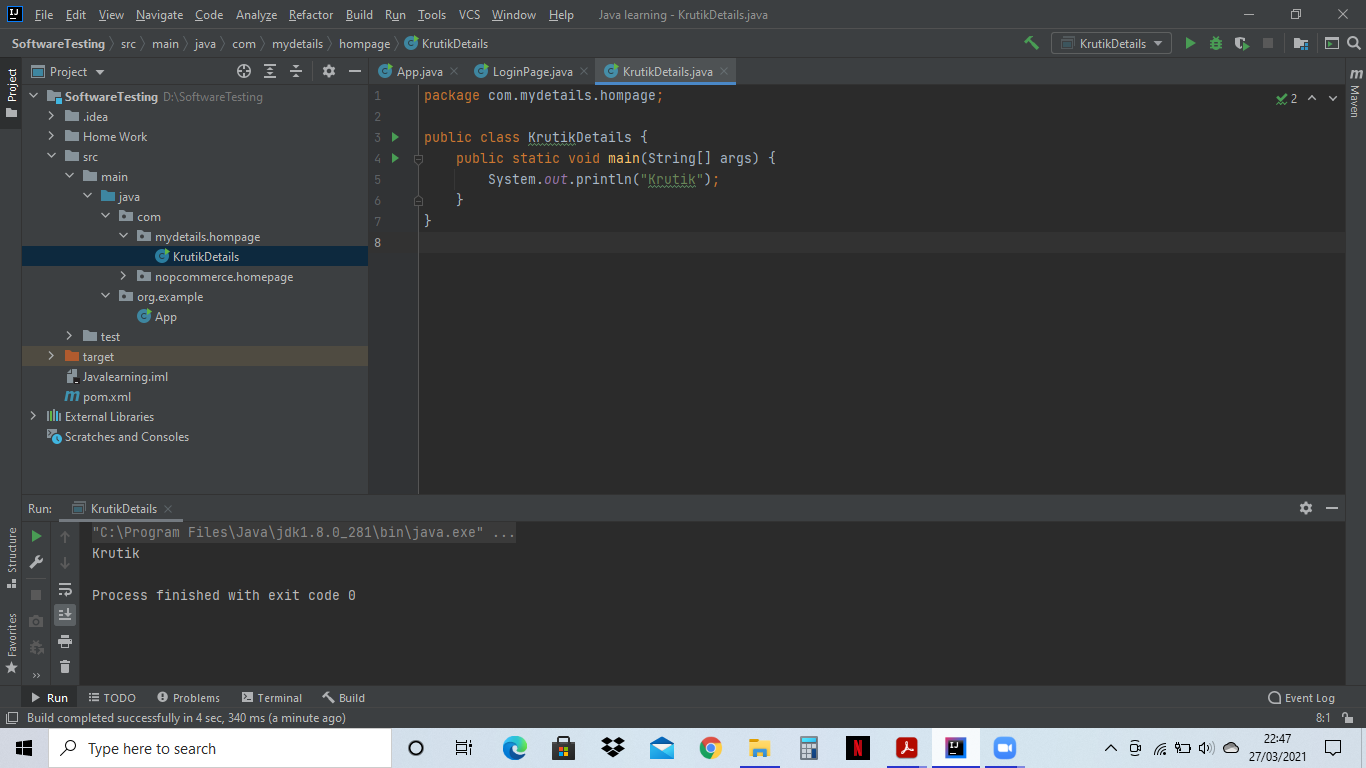 File Edit View Navigate Code Analyze Refactor Build Run Tools VCS Window Help Java learning - KrutikDetails.java
SoftwareTesting src main java com mydetails hompage KrutikDetails
KrutikDetails
Project
Project
App.java LoginPage.java KrutikDetails.java
SoftwareTesting D:\SoftwareTesting
.idea
Home Work
src
main
java
com
mydetails.hompage
KrutikDetails
nopcommerce.homepage
org.example
App
test
target
Javalearning.iml
pom.xml
External Libraries
Scratches and Consoles
1 package com.mydetails.hompage;
2
3 public class KrutikDetails {
4 public static void main(String[] args) {
5 System.out.println("Krutik");
6 }
7 }
8
2
m Maven
Run: KrutikDetails
"C:\Program Files\Java\jdk1.8.0_281\bin\java.exe" ...
Krutik
Process finished with exit code 0
Structure
Favorites
Run TODO Problems Terminal Build Event Log
Build completed successfully in 4 sec, 340 ms (a minute ago) 8:1
Type here to search
N
22:47
27/03/2021